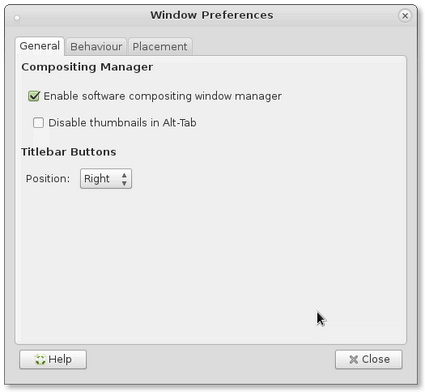 Window Preferences
General Behaviour Placement
Compositing Manager
Enable software compositing window manager
Disable thumbnails in Alt-Tab
Titlebar Buttons
Position: Right
Help Close